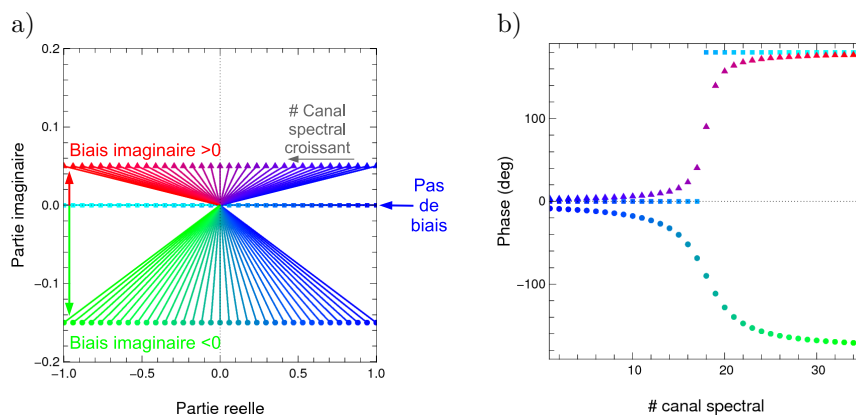 a)
0.2
0.1
0.0
−0.1
−0.2
−1.0
−0.5
0.0
0.5
1.0
Partie imaginaire
Partie reelle
Biais imaginaire >0
# Canal
spectral
croissant
Pas
de
biais
Biais imaginaire <0
b)
100
0
−100
10
20
30
Phase (deg)
# canal spectral